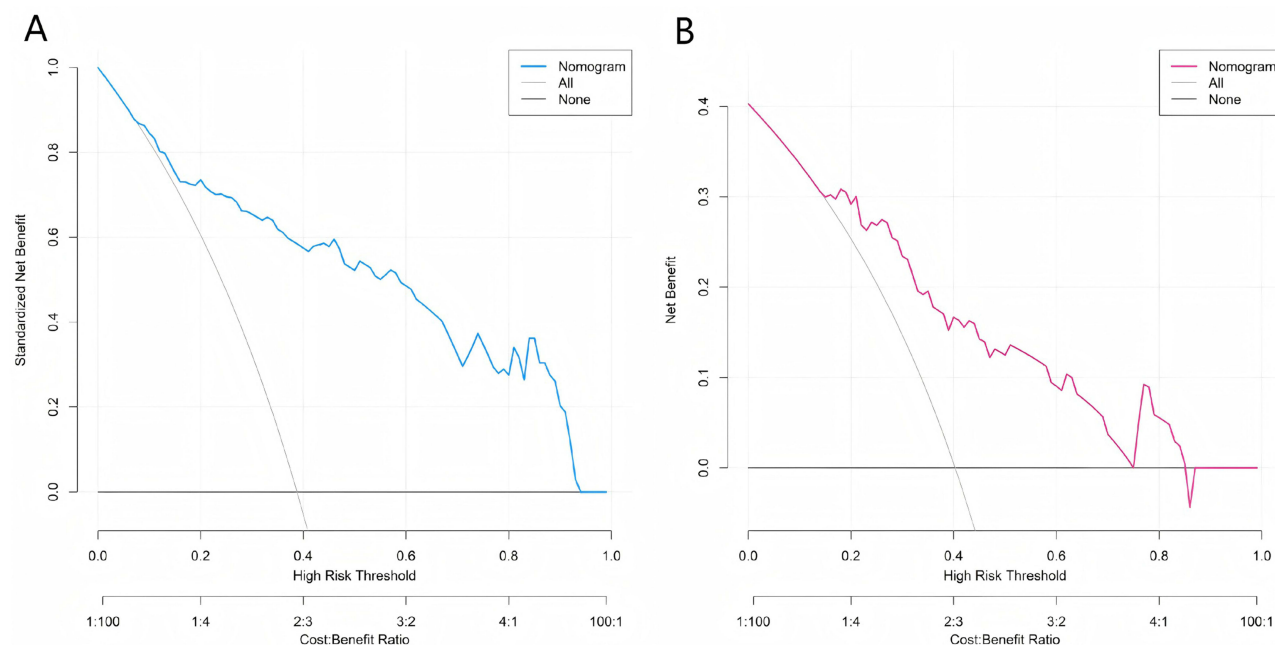 A
Nomogram
All
None
Standardized Net Benefit
1.0
0.8
0.6
0.4
0.2
0.0
0.0 0.2 0.4 0.6 0.8 1.0
High Risk Threshold
1:100 1:4 2:3 3:2 4:1 100:1
Cost:Benefit Ratio
B
Nomogram
All
None
Net Benefit
0.4
0.3
0.2
0.1
0.0
0.0 0.2 0.4 0.6 0.8 1.0
High Risk Threshold
1:100 1:4 2:3 3:2 4:1 100:1
Cost:Benefit Ratio